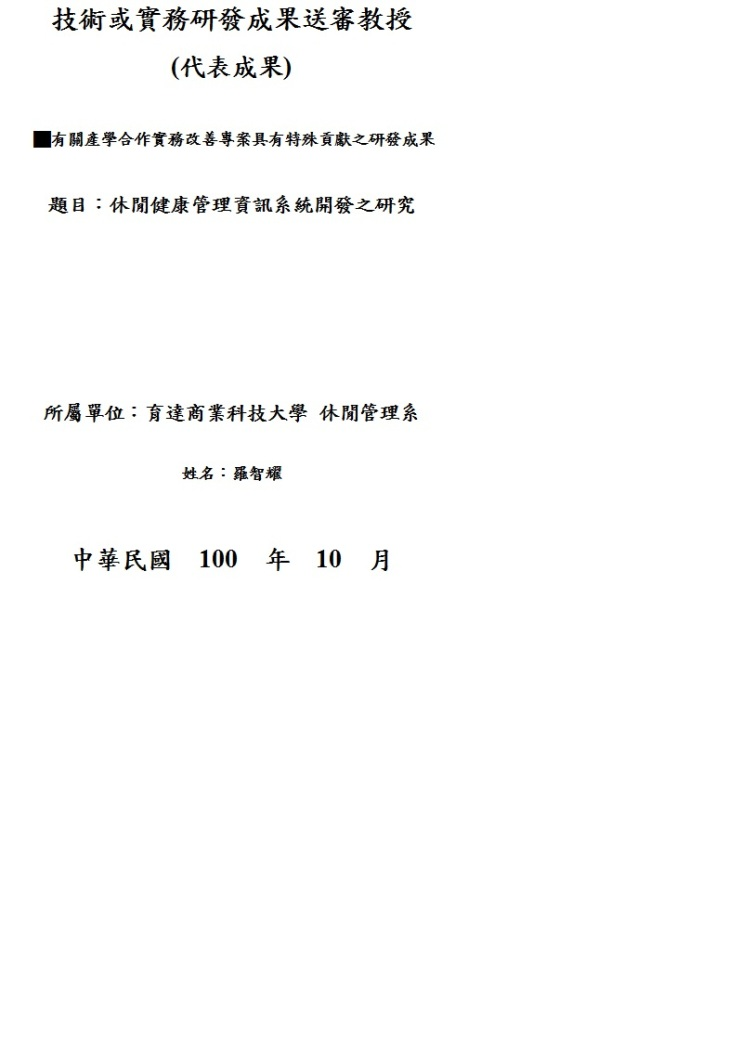 技術或實務研發成果送審教授
(代表成果)
■有關產學合作實務改善專案具有特殊貢獻之研發成果
題目：休閒健康管理資訊系統開發之研究
所屬單位：育達商業科技大學 休閒管理系
姓名：羅智耀
中華民國 100 年 10 月